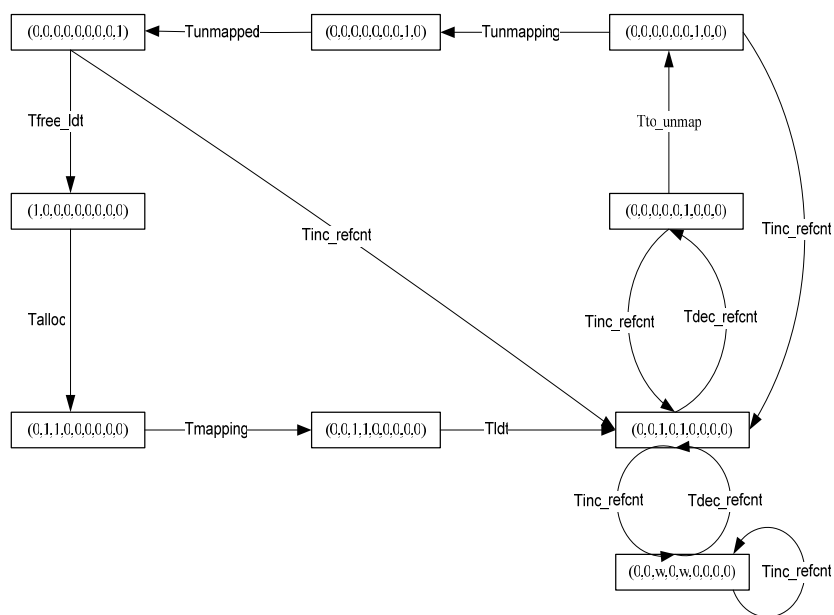 (0,0,0,0,0,0,0,0,1)
Tunmapped
(0,0,0,0,0,0,0,1,0)
Tunmapping
(0,0,0,0,0,0,1,0,0)
Tfree_ldt
Tto_unmap
(1,0,0,0,0,0,0,0,0)
(0,0,0,0,0,1,0,0,0)
Tinc_refcnt
Tinc_refcnt
Talloc
Tinc_refcnt
Tdec_refcnt
(0,1,1,0,0,0,0,0,0)
Tmapping
(0,0,1,1,0,0,0,0,0)
Tldt
(0,0,1,0,1,0,0,0,0)
Tinc_refcnt
Tdec_refcnt
(0,0,w,0,w,0,0,0,0)
Tinc_refcnt